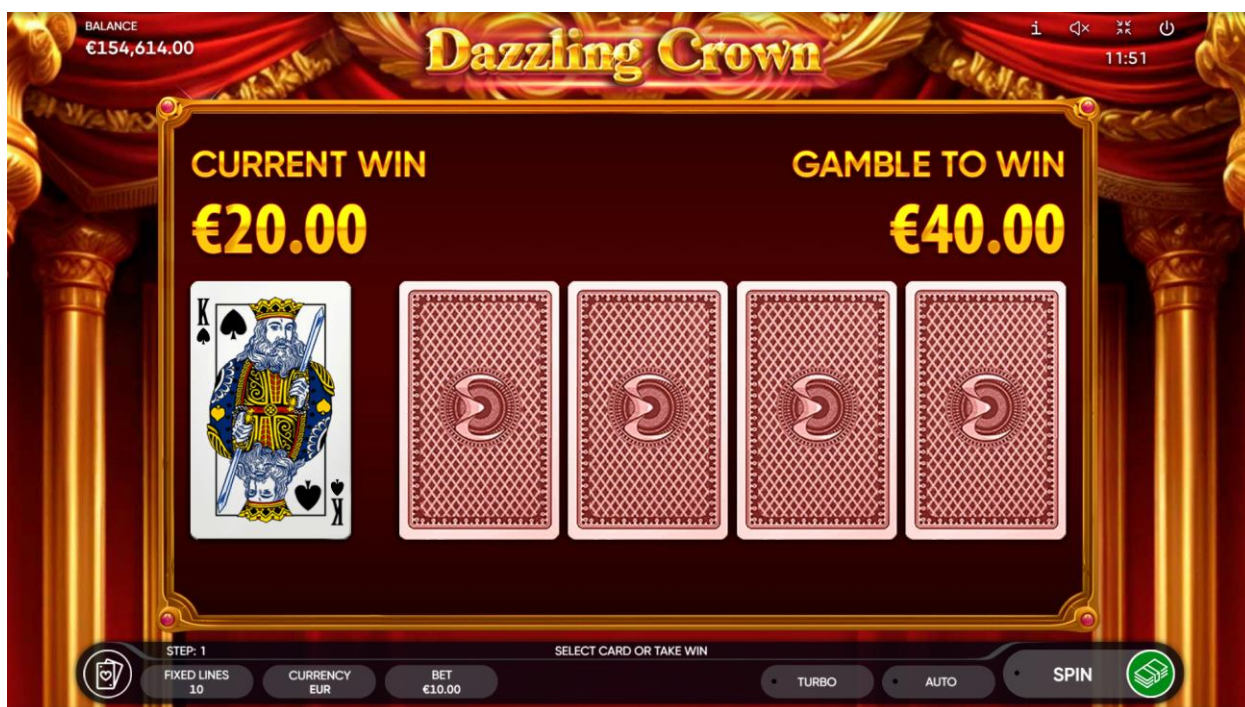 BALANCE
€154,614.00
Dazzling Crown
i
11:51
CURRENT WIN
€20.00
GAMBLE TO WIN
€40.00
K
K
STEP: 1
SELECT CARD OR TAKE WIN
FIXED LINES
10
CURRENCY
EUR
BET
€10.00
TURBO
AUTO
SPIN